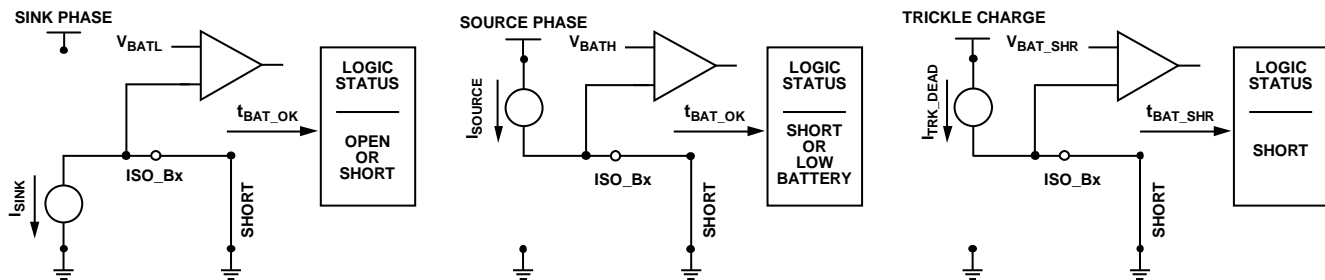 SINK PHASE
V_BATL
LOGIC
STATUS
t_BAT_OK
OPEN
OR
SHORT
ISO_Bx
I_SINK
SHORT
SOURCE PHASE
V_BATH
LOGIC
STATUS
I_SOURCE
t_BAT_OK
SHORT
OR
LOW
BATTERY
ISO_Bx
SHORT
TRICKLE CHARGE
V_BAT_SHR
LOGIC
STATUS
I_TRK_DEAD
t_BAT_SHR
SHORT
ISO_Bx
SHORT